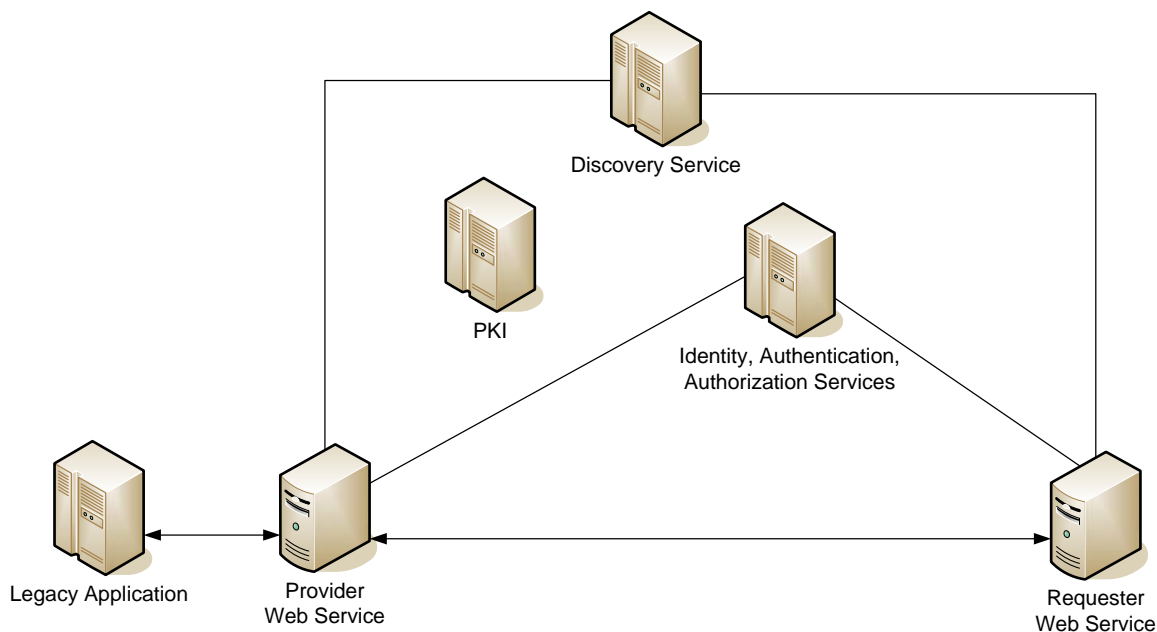 Discovery Service
PKI
Identity, Authentication,
Authorization Services
Legacy Application
Provider
Web Service
Requester
Web Service